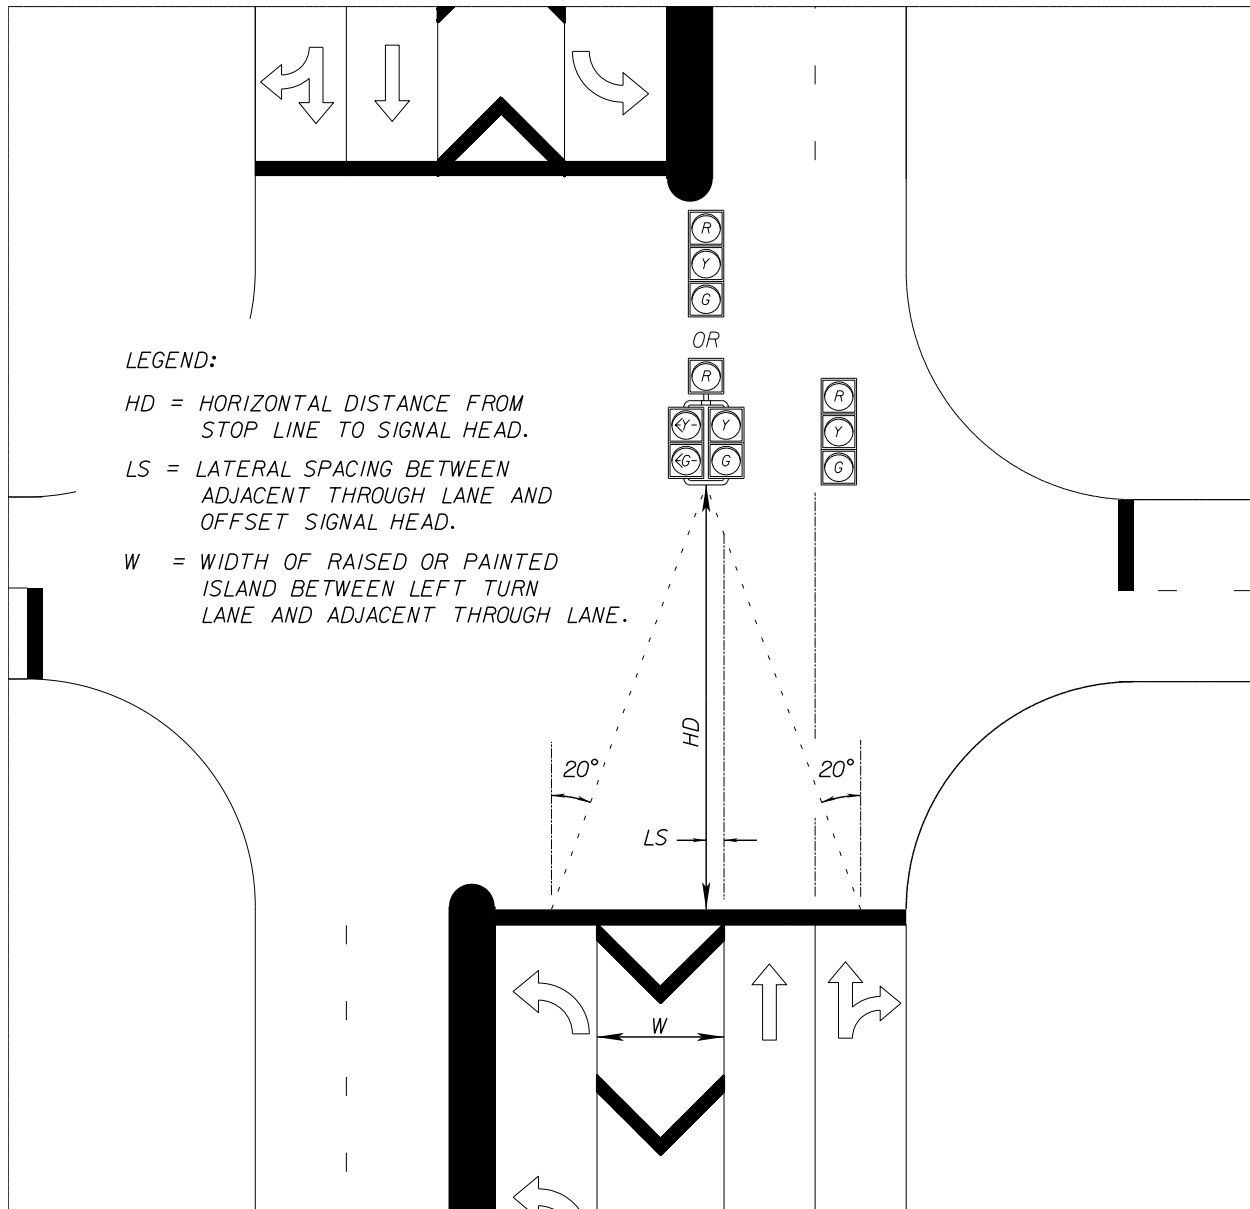 R
Y
G
OR
R
<Y- Y
<G- G
R
Y
G
LEGEND:
HD = HORIZONTAL DISTANCE FROM
STOP LINE TO SIGNAL HEAD.
LS = LATERAL SPACING BETWEEN
ADJACENT THROUGH LANE AND
OFFSET SIGNAL HEAD.
W = WIDTH OF RAISED OR PAINTED
ISLAND BETWEEN LEFT TURN
LANE AND ADJACENT THROUGH LANE.
HD
20°
20°
LS
W